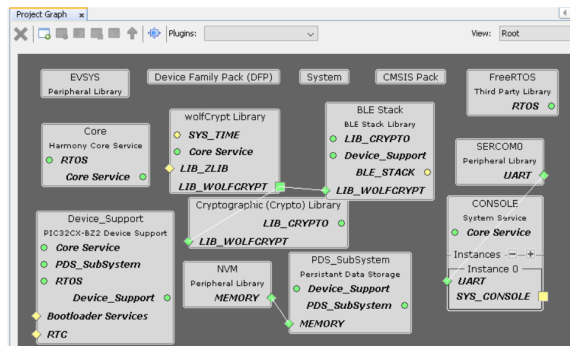 Project Graph
Plugins:
View: Root
EVSYS
Peripheral Library
Device Family Pack (DFP)
System
CMSIS Pack
FreeRTOS
Third Party Library
RTOS
Core
Harmony Core Service
RTOS
Core Service
wolfCrypt Library
SYS_TIME
Core Service
LIB_ZLIB
LIB_WOLFCRYPT
BLE Stack
BLE Stack Library
LIB_CRYPTO
Device_Support
BLE_STACK
LIB_WOLFCRYPT
SERCOM0
Peripheral Library
UART
Cryptographic (Crypto) Library
LIB_CRYPTO
LIB_WOLFCRYPT
CONSOLE
System Service
Core Service
Instances
Instance 0
UART
SYS_CONSOLE
Device_Support
PIC32CX-BZ2 Device Support
Core Service
PDS_SubSystem
RTOS
Device_Support
Bootloader Services
RTC
NVM
Peripheral Library
MEMORY
PDS_SubSystem
Persistant Data Storage
Device_Support
PDS_SubSystem
MEMORY